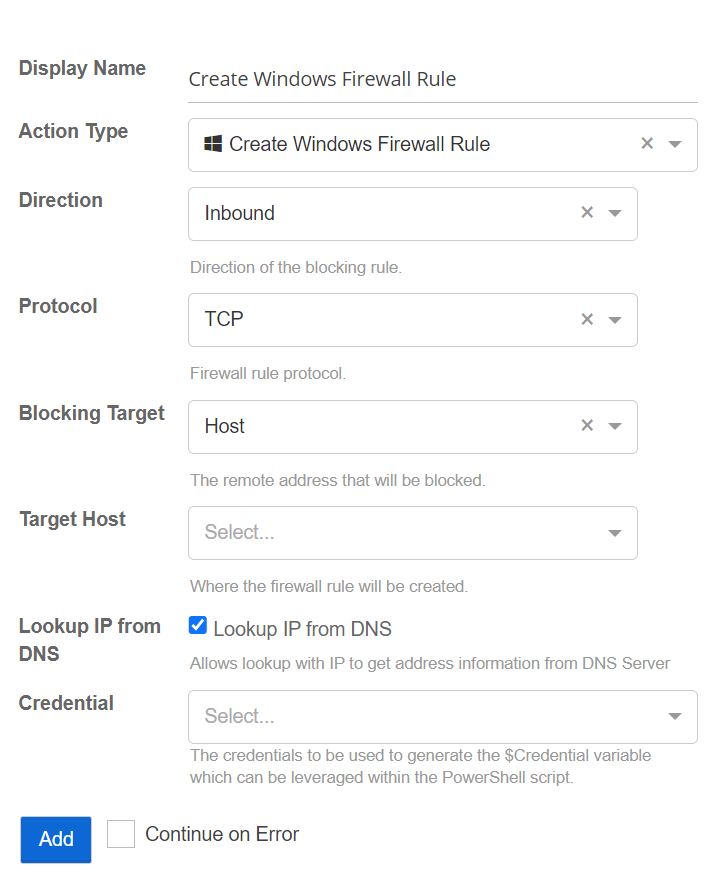 Display Name
Create Windows Firewall Rule
Action Type
Create Windows Firewall Rule
Direction
Inbound
Direction of the blocking rule.
Protocol
TCP
Firewall rule protocol.
Blocking Target
Host
The remote address that will be blocked.
Target Host
Select...
Where the firewall rule will be created.
Lookup IP from
DNS
Lookup IP from DNS
Allows lookup with IP to get address information from DNS Server
Credential
Select...
The credentials to be used to generate the $Credential variable
which can be leveraged within the PowerShell script.
Add
Continue on Error